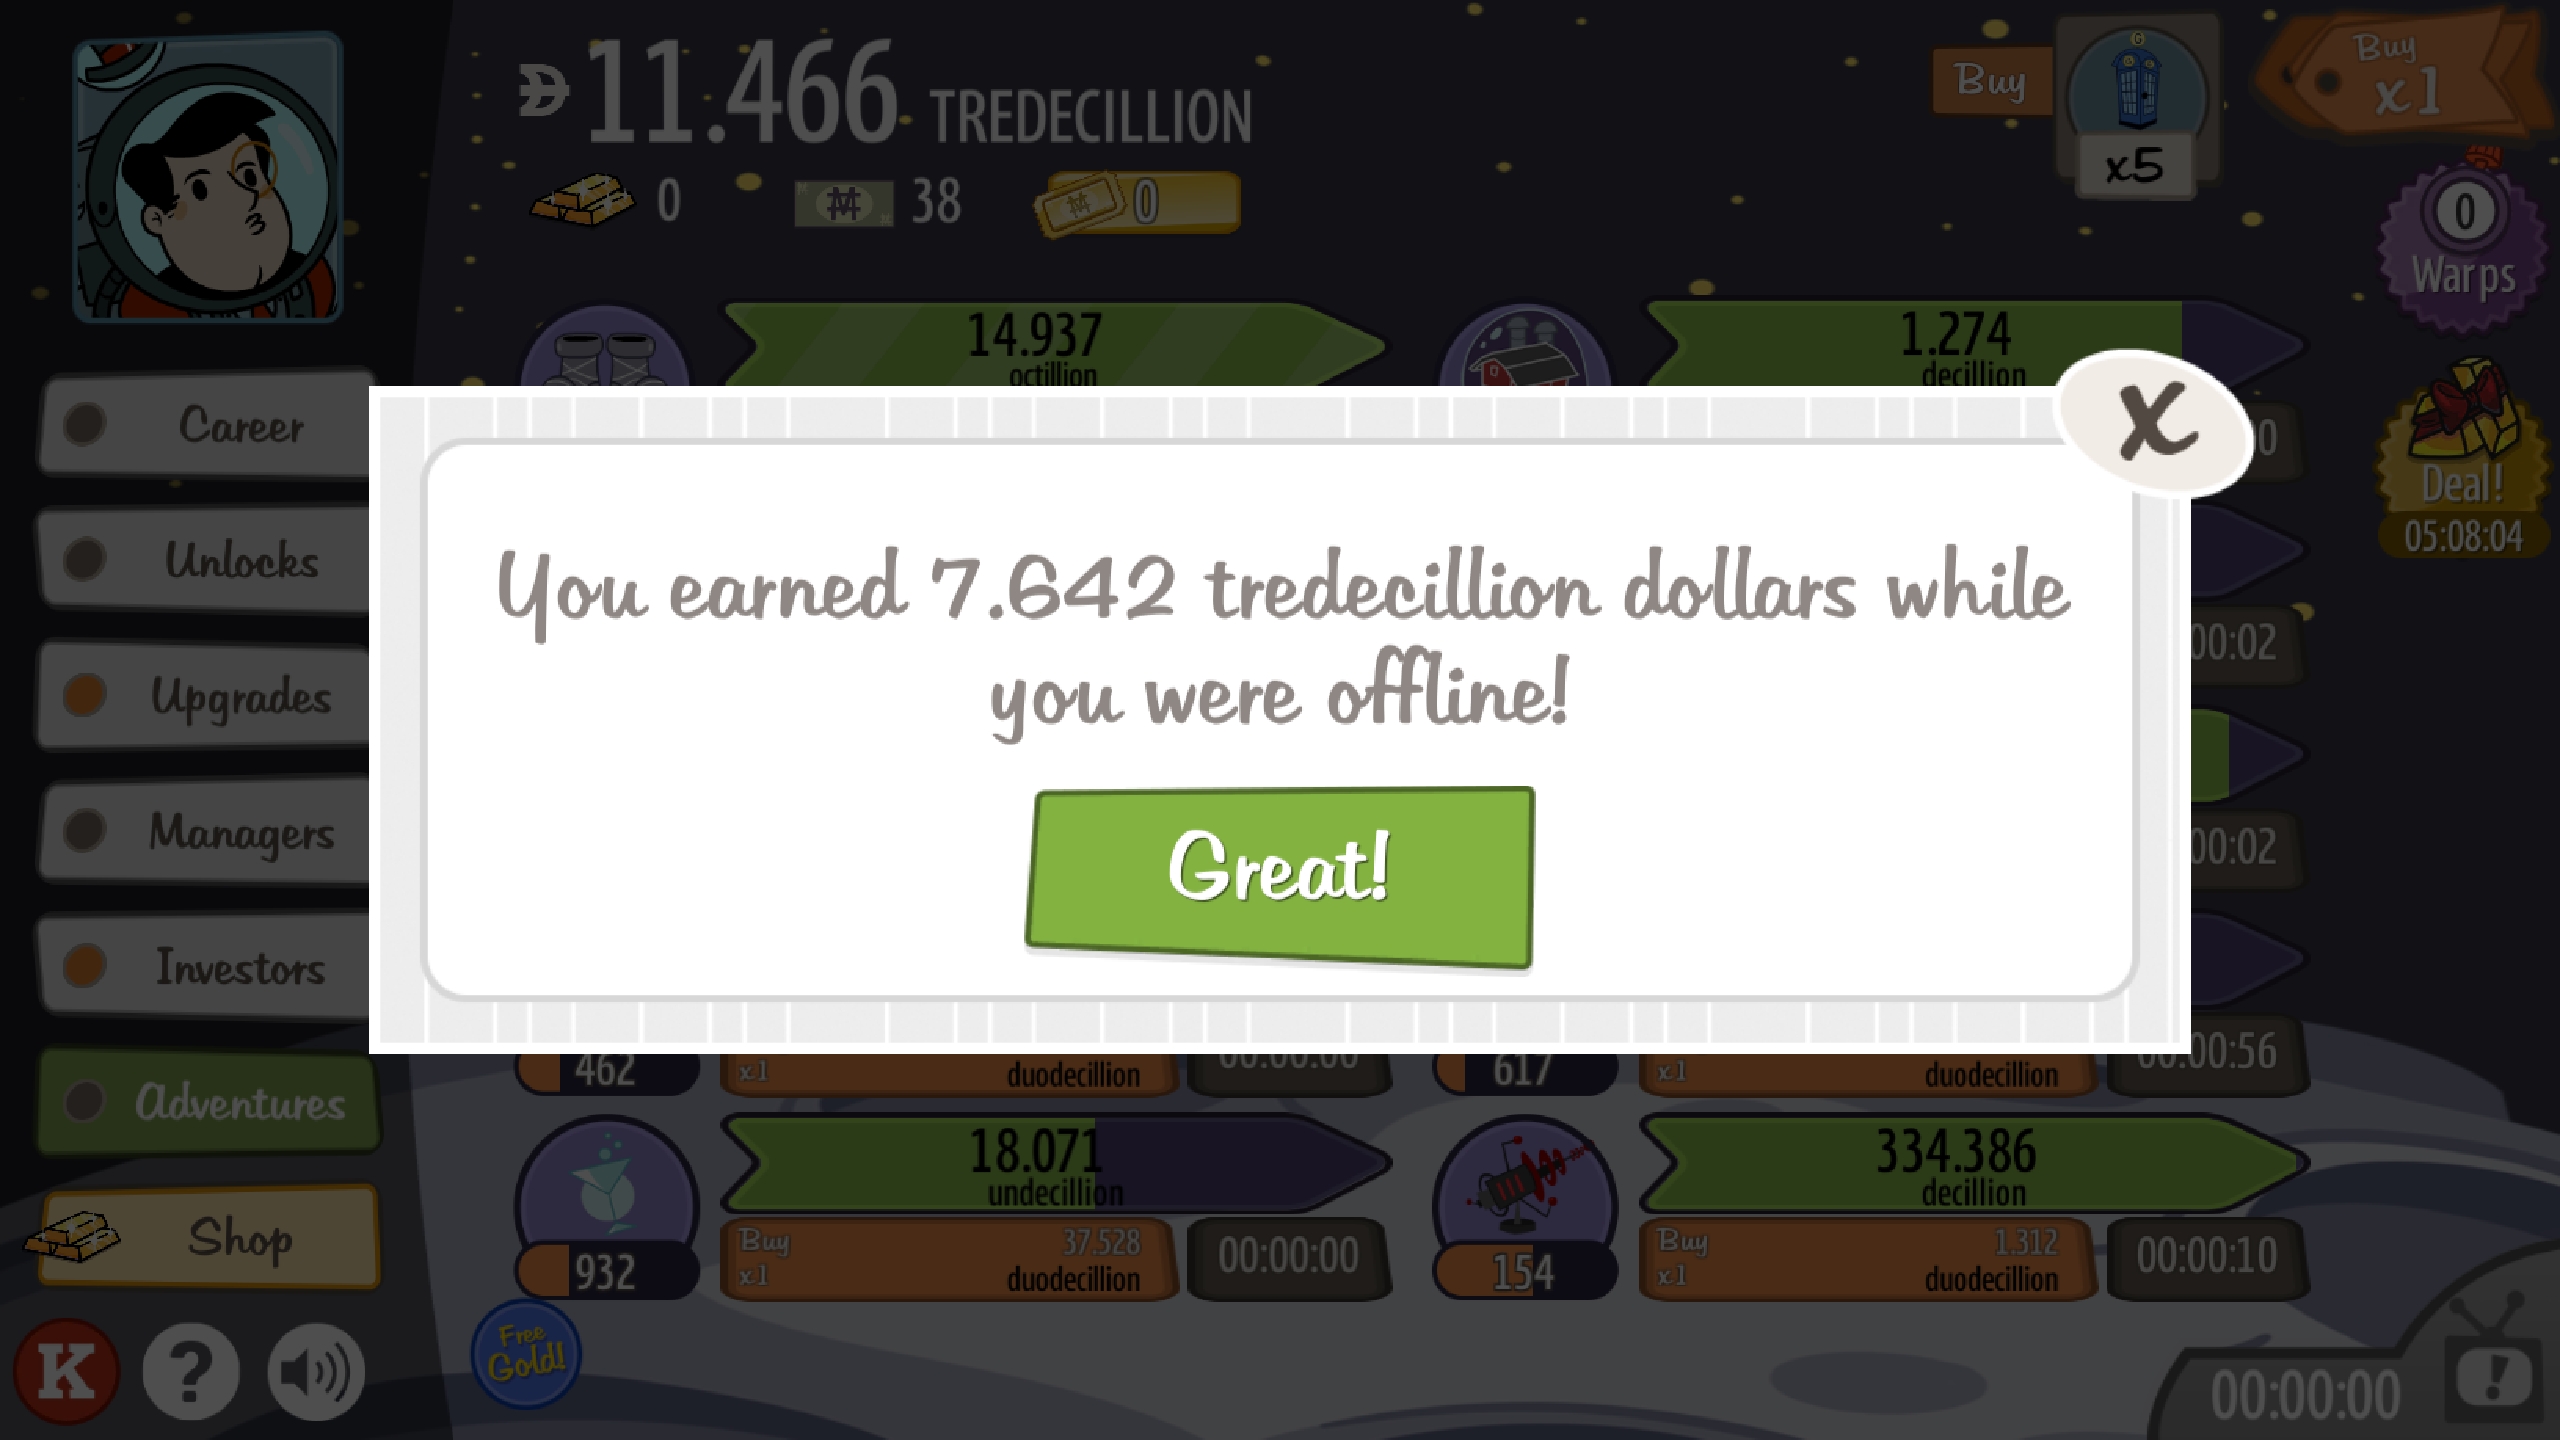 11.466 TREDECILLION
Buy
x5
Buy
x1
0
38
0
0
Warps
14.937
octillion
1.274
decillion
Deal!
05:08:04
Career
Unlocks
Upgrades
Managers
Investors
Adventures
Shop
X
You earned 7.642 tredecillion dollars while
you were offline!
Great!
0
00:02
00:02
462
x1
duodecillion
00:00:00
617
x1
duodecillion
00:00:56
18.071
undecillion
932
Buy
x1
37.528
duodecillion
00:00:00
334.386
decillion
154
Buy
x1
1.312
duodecillion
00:00:10
K
?
Free
Gold!
00:00:00
!